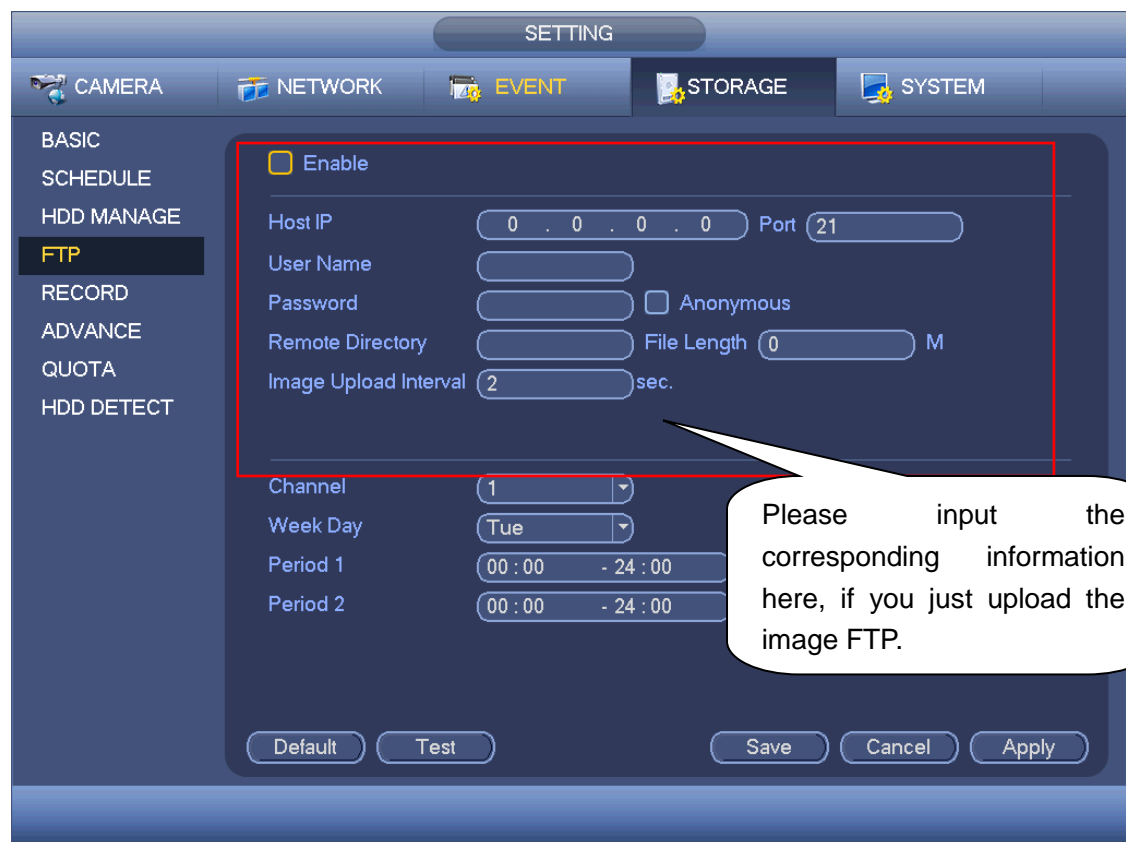 SETTING
CAMERA NETWORK EVENT STORAGE SYSTEM
BASIC
SCHEDULE
HDD MANAGE
FTP
RECORD
ADVANCE
QUOTA
HDD DETECT
Enable
Host IP 0 . 0 . 0 . 0 Port 21
User Name
Password Anonymous
Remote Directory File Length 0 M
Image Upload Interval 2 sec.
Channel 1
Week Day Tue
Period 1 00 : 00 - 24 : 00
Period 2 00 : 00 - 24 : 00
Please input the
corresponding information
here, if you just upload the
image FTP.
Default Test Save Cancel Apply